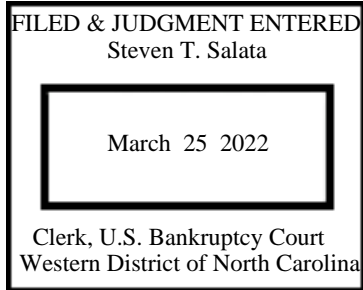 FILED & JUDGMENT ENTERED
Steven T. Salata
March 25 2022
Clerk, U.S. Bankruptcy Court
Western District of North Carolina